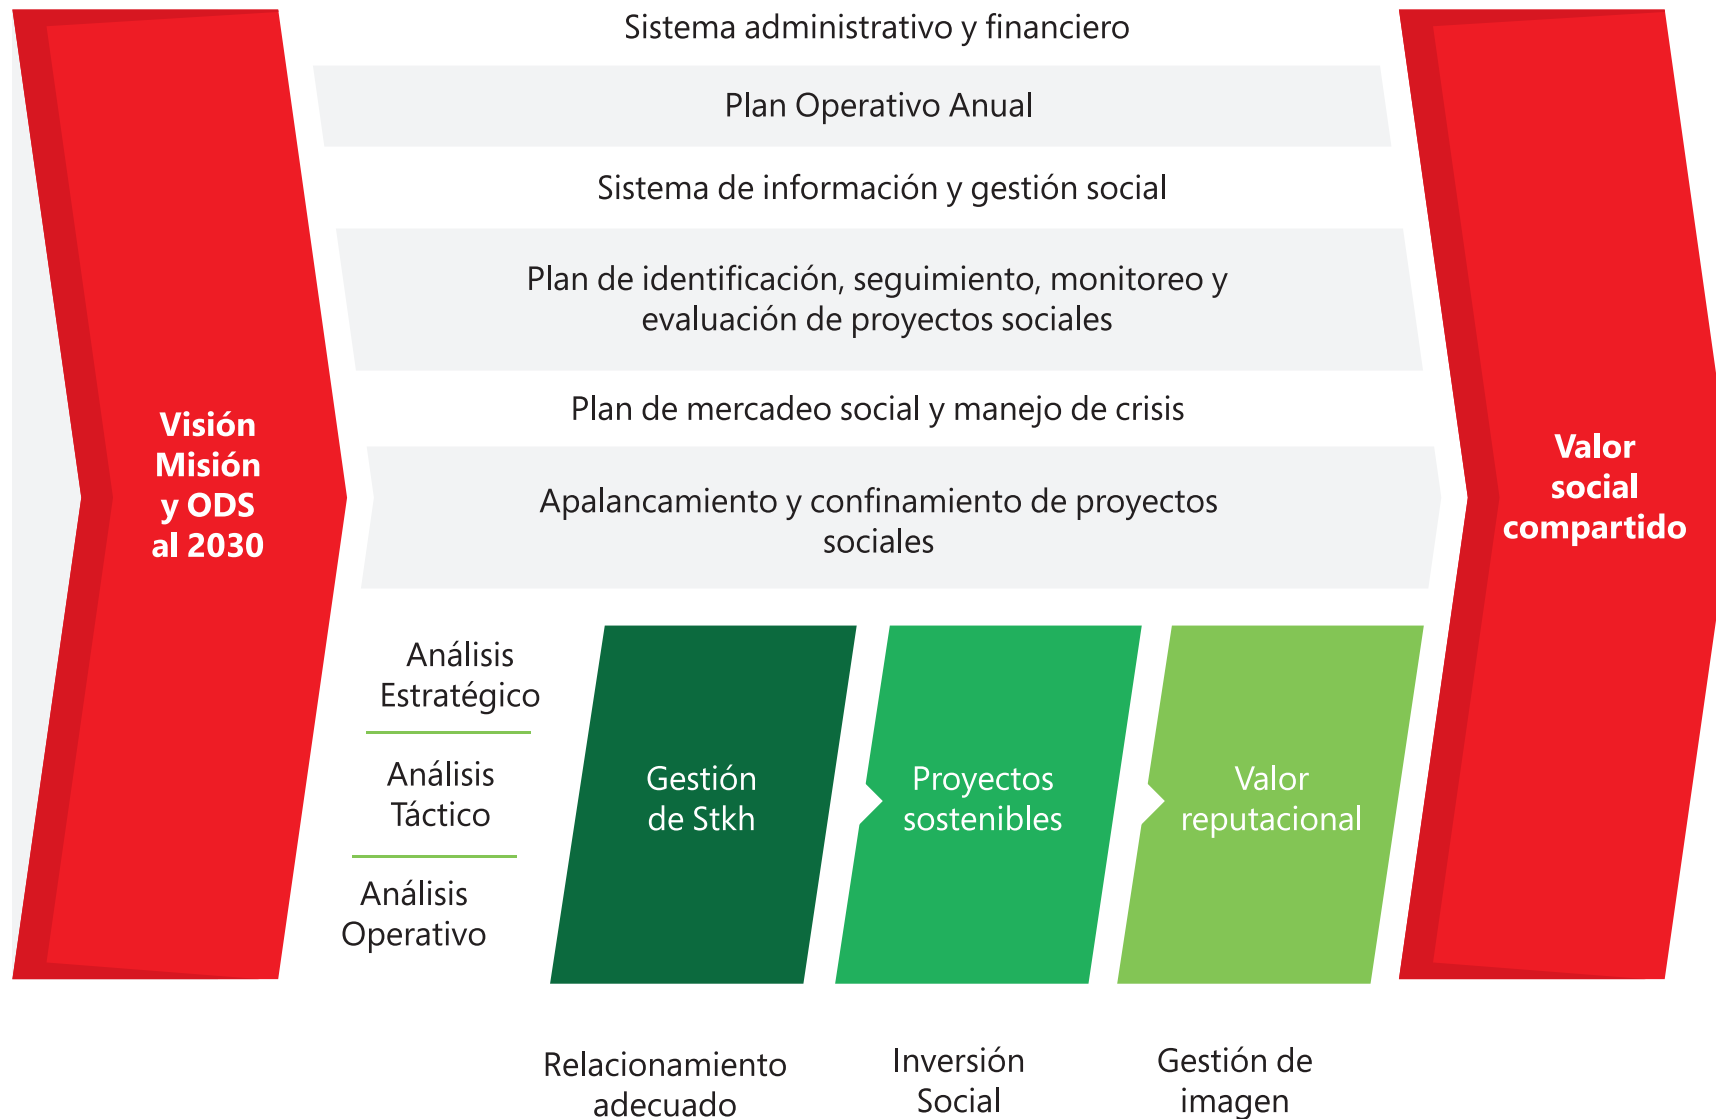 Sistema administrativo y financiero
Plan Operativo Anual
Sistema de información y gestión social
Plan de identificación, seguimiento, monitoreo y
evaluación de proyectos sociales
Plan de mercadeo social y manejo de crisis
Apalancamiento y confinamiento de proyectos
sociales
Visión
Misión
y ODS
al 2030
Valor
social
compartido
Análisis
Estratégico
Análisis
Táctico
Análisis
Operativo
Gestión
de Stkh
Proyectos
sostenibles
Valor
reputacional
Relacionamiento
adecuado
Inversión
Social
Gestión de
imagen